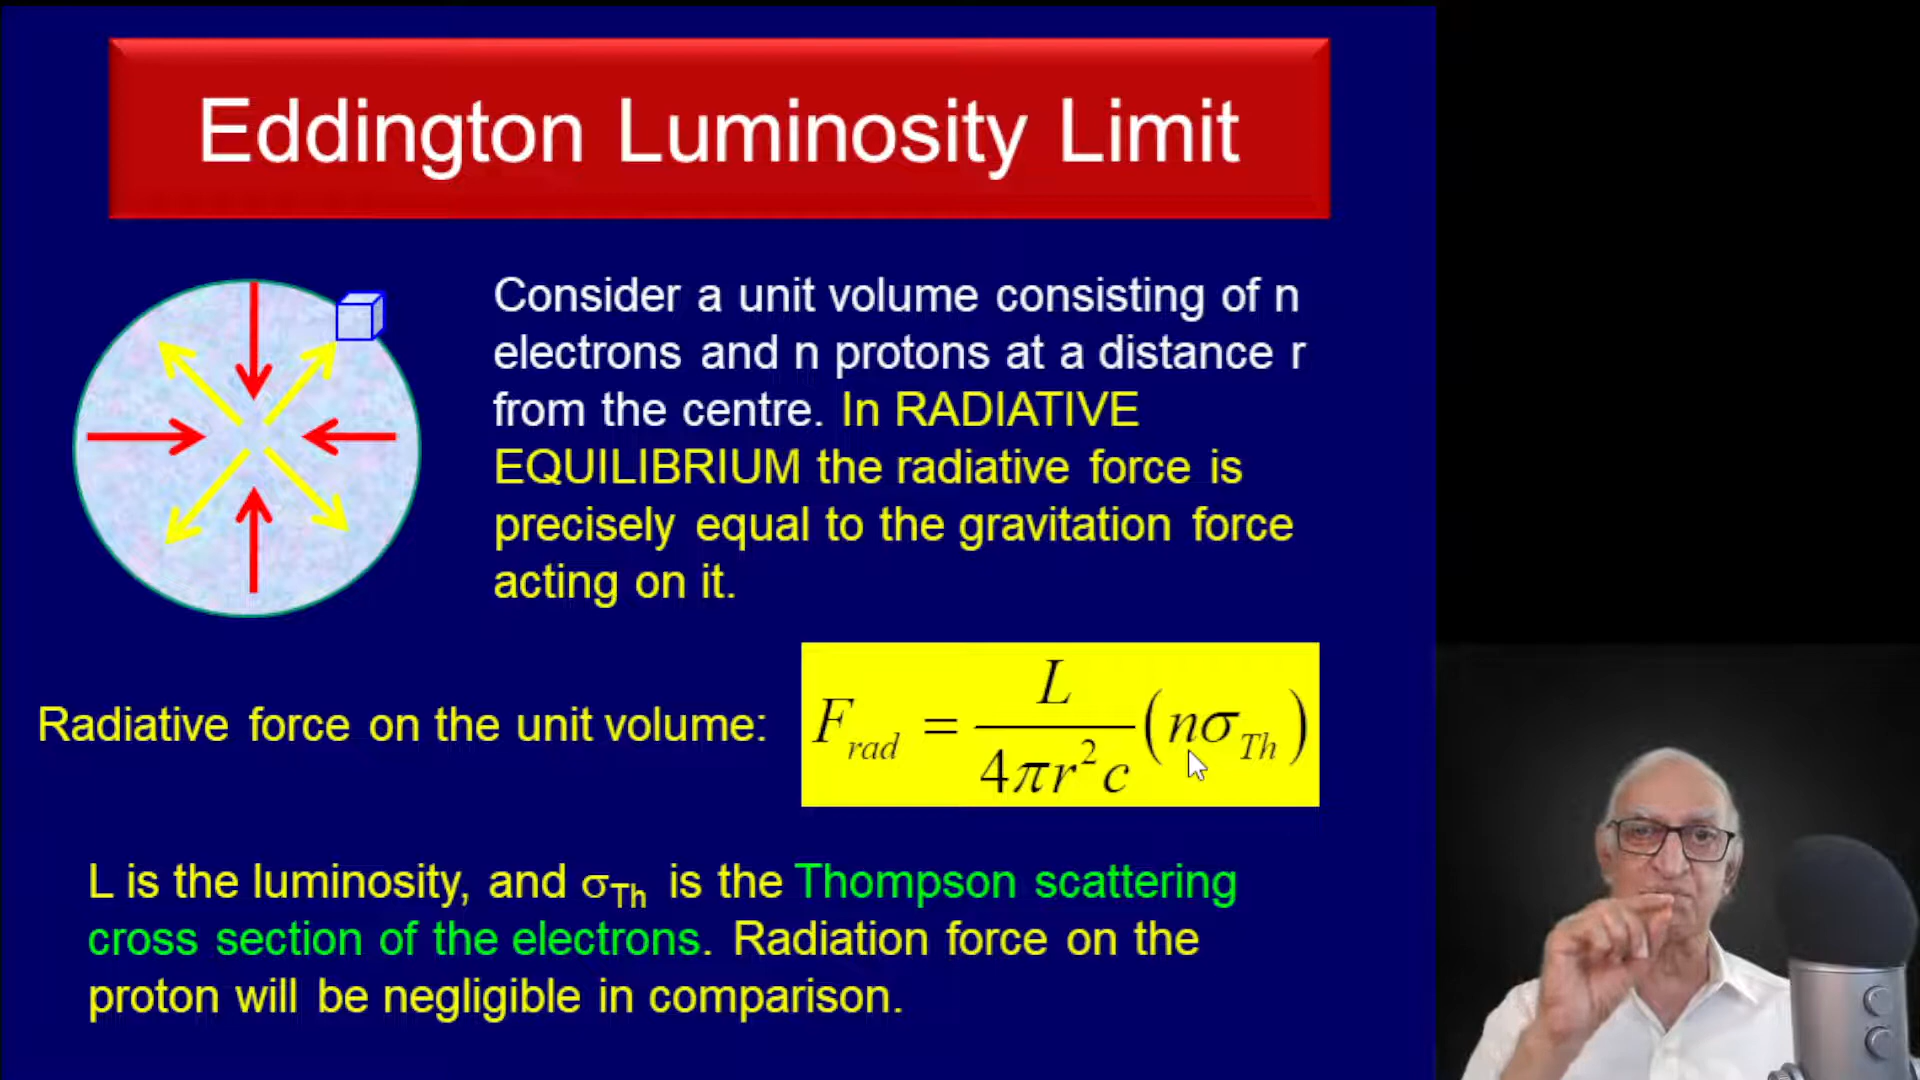 Eddington Luminosity Limit
Consider a unit volume consisting of n
electrons and n protons at a distance r
from the centre. In RADIATIVE
EQUILIBRIUM the radiative force is
precisely equal to the gravitation force
acting on it.
Radiative force on the unit volume: F_rad = L / (4πr²c) (nσ_Th)
L is the luminosity, and σ_Th is the Thompson scattering
cross section of the electrons. Radiation force on the
proton will be negligible in comparison.